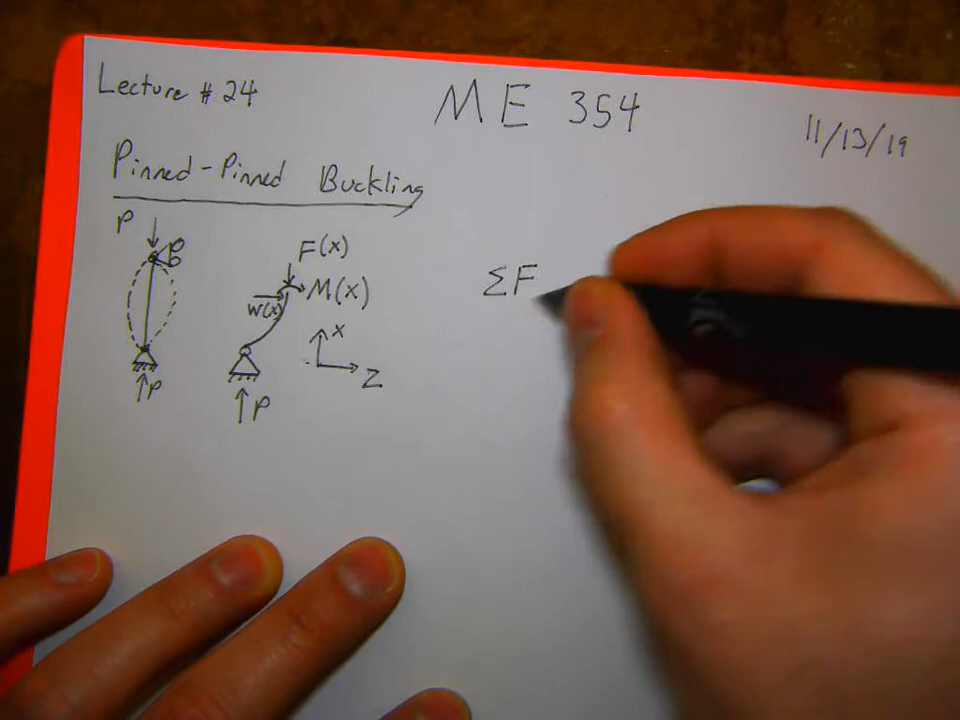 Lecture # 24
ME 354
11/13/19
Pinned-Pinned Buckling
P
F(x)
M(x)
w(x)
x
z
P
P
ΣF